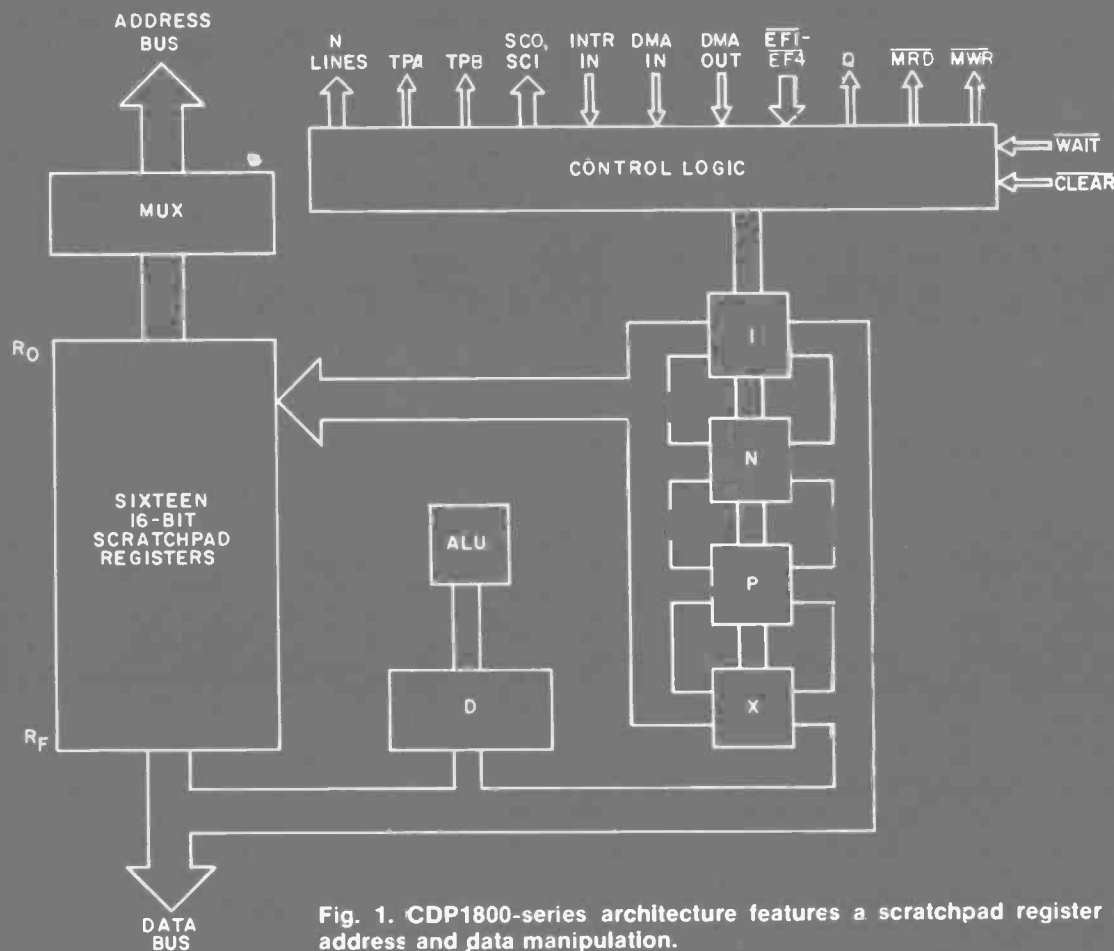 ADDRESS
BUS
N
LINES
TPA
TPB
SCO,
SCI
INTR
IN
DMA
IN
DMA
OUT
EF1-
EF4
Q
MRD
MWR
CONTROL LOGIC
WAIT
CLEAR
MUX
I
R0
N
SIXTEEN
16-BIT
SCRATCHPAD
REGISTERS
ALU
P
D
X
RF
DATA
BUS
Fig. 1. CDP1800-series architecture features a scratchpad register
address and data manipulation.